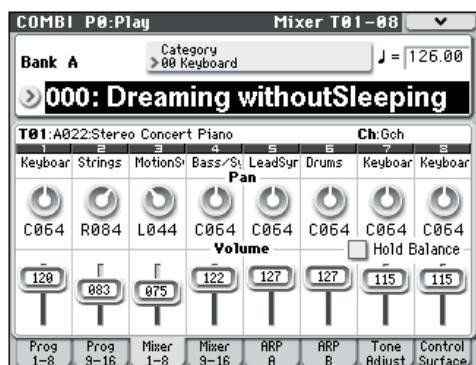 COMBI P0:Play Mixer T01-08
Category
Bank A >00 Keyboard ♩ = 126.00
000: Dreaming withoutSleeping
T01:A022:Stereo Concert Piano Ch:Gch
1 2 3 4 5 6 7 8
Keyboar Strings MotionS Bass/Sy LeadSyr Drums Keyboar Keyboar
Pan
C064 R084 L044 C064 C064 C064 C064 C064
Volume Hold Balance
120 083 075 122 127 127 115 115
Prog 1-8 Prog 9-16 Mixer 1-8 Mixer 9-16 ARP A ARP B Tone Adjust Control Surface